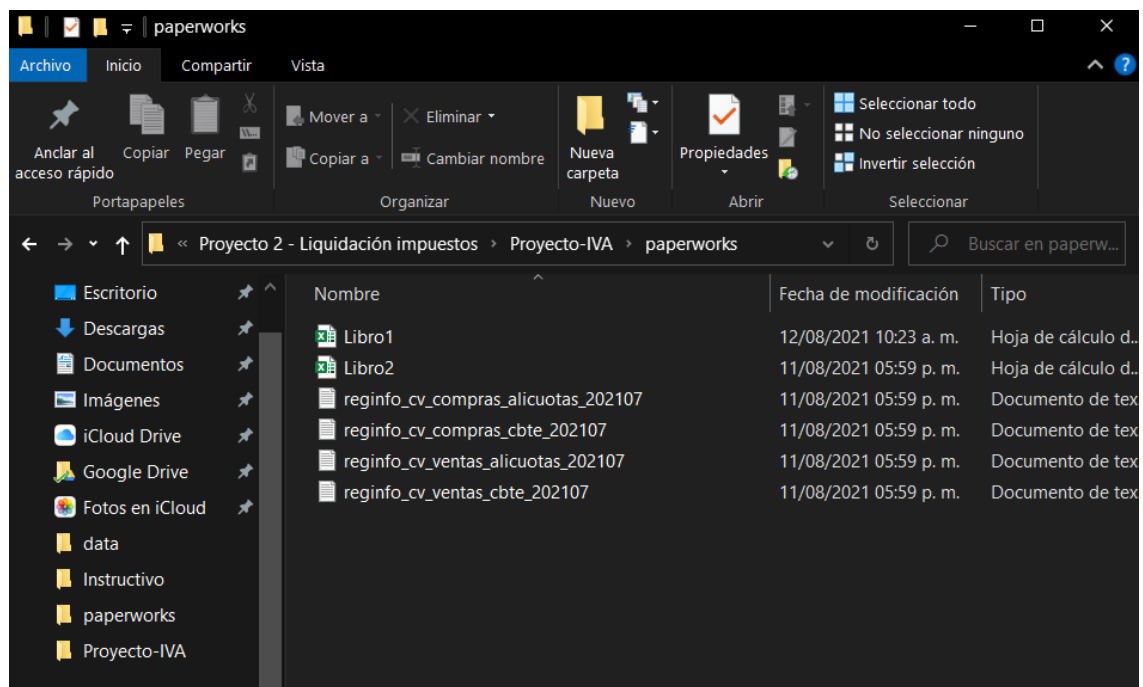 paperworks
Archivo Inicio Compartir Vista
Anclar al acceso rápido
Copiar
Pegar
Portapapeles
Mover a
Copiar a
Eliminar
Cambiar nombre
Organizar
Nueva carpeta
Nuevo
Propiedades
Abrir
Seleccionar todo
No seleccionar ninguno
Invertir selección
Seleccionar
« Proyecto 2 - Liquidación impuestos > Proyecto-IVA > paperworks
Buscar en paperw...
Escritorio
Descargas
Documentos
Imágenes
iCloud Drive
Google Drive
Fotos en iCloud
data
Instructivo
paperworks
Proyecto-IVA
Nombre Fecha de modificación Tipo
Libro1 12/08/2021 10:23 a. m. Hoja de cálculo d...
Libro2 11/08/2021 05:59 p. m. Hoja de cálculo d...
reginfo_cv_compras_alicuotas_202107 11/08/2021 05:59 p. m. Documento de tex
reginfo_cv_compras_cbte_202107 11/08/2021 05:59 p. m. Documento de tex
reginfo_cv_ventas_alicuotas_202107 11/08/2021 05:59 p. m. Documento de tex
reginfo_cv_ventas_cbte_202107 11/08/2021 05:59 p. m. Documento de tex